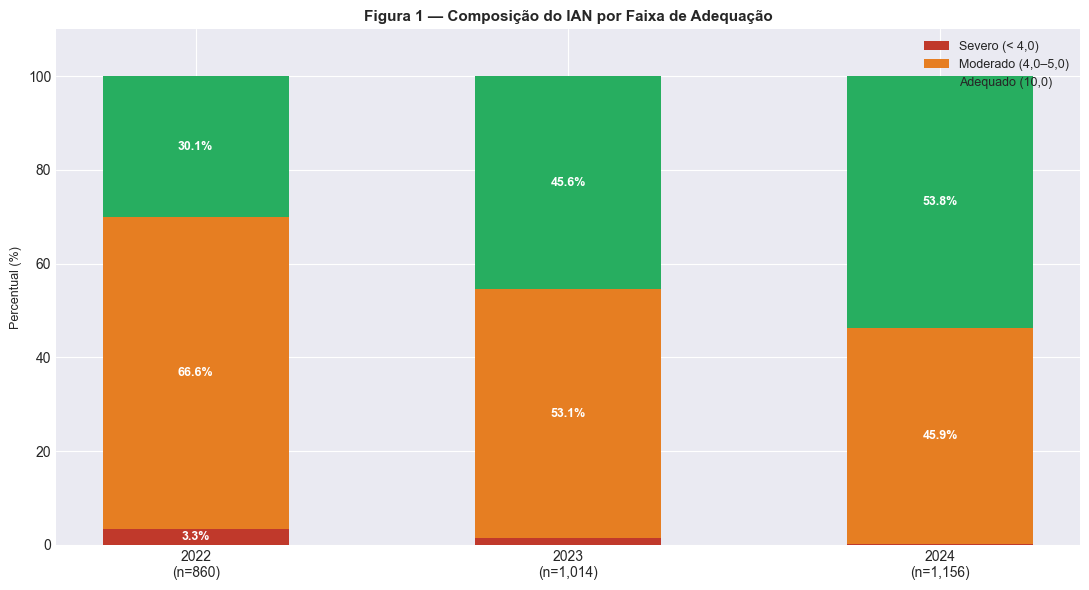 Figura 1 — Composição do IAN por Faixa de Adequação
Severo (< 4,0)
Moderado (4,0–5,0)
Adequado (10,0)
Percentual (%)
100
80
60
40
20
0
30.1%
66.6%
3.3%
45.6%
53.1%
53.8%
45.9%
2022
(n=860)
2023
(n=1,014)
2024
(n=1,156)